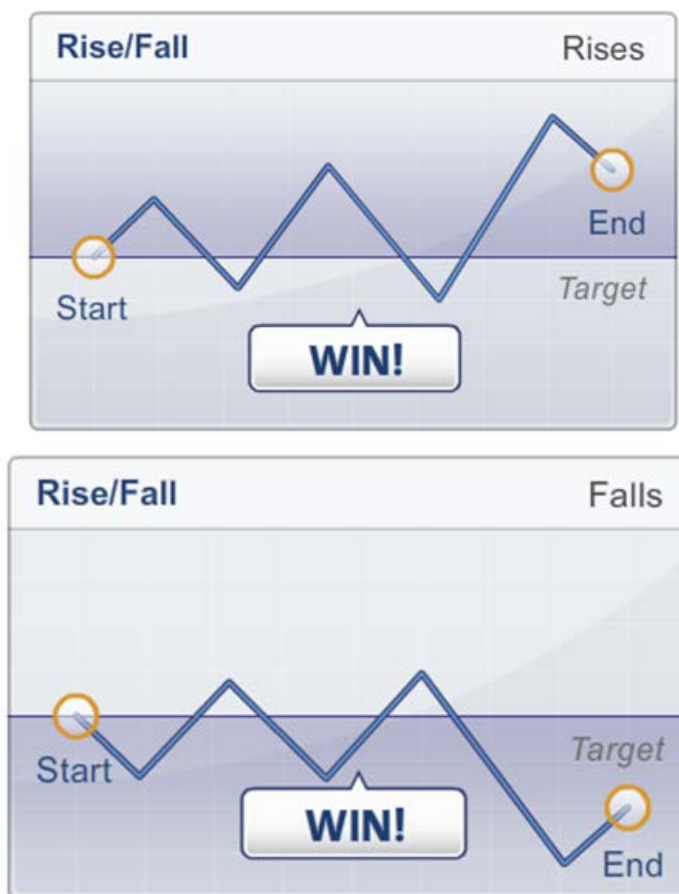 Rise/Fall Rises
End
Target
Start
WIN!
Rise/Fall Falls
Target
Start
WIN!
End